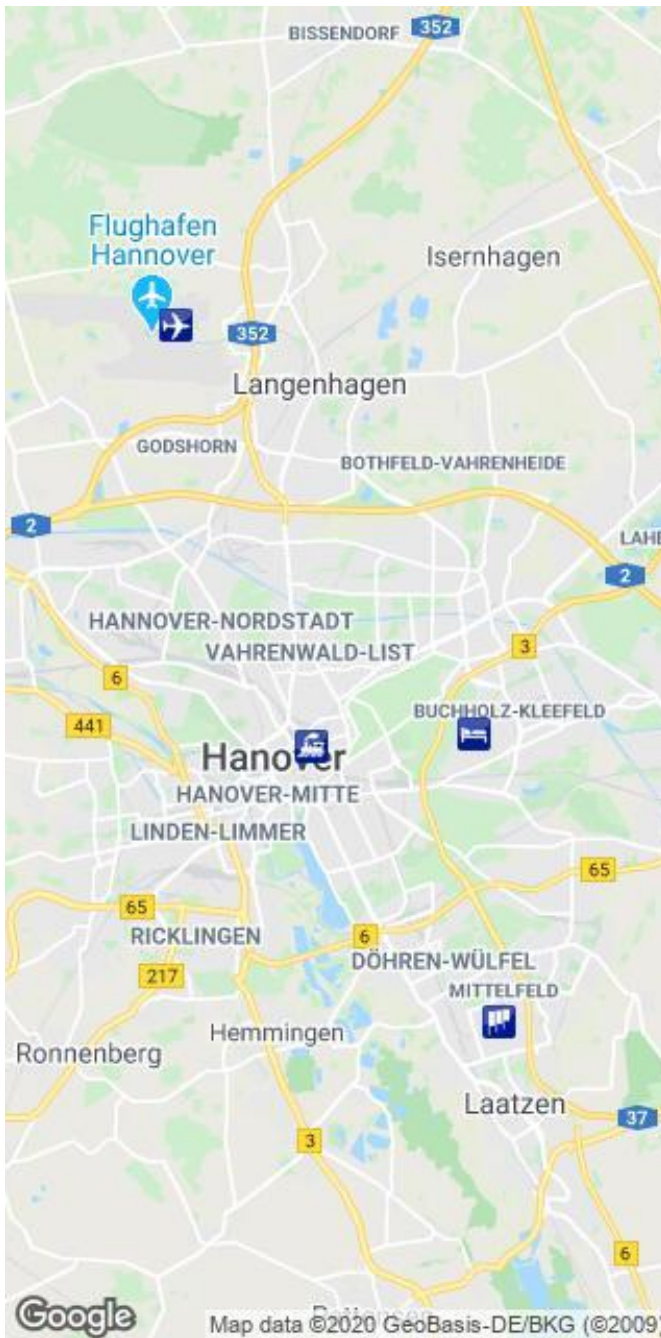 BISSENDORF
352
Flughafen
Hannover
Isernhagen
352
Langenhagen
GODSHORN
BOTHFELD-VAHRENHEIDE
2
LAHE
2
HANNOVER-NORDSTADT
3
VAHRENWALD-LIST
6
BUCHHOLZ-KLEEFELD
441
Hanover
HANOVER-MITTE
LINDEN-LIMMER
65
65
6
RICKLINGEN
DÖHREN-WÜLFEL
217
MITTELFELD
Hemmingen
Ronnenberg
Laatzen
37
3
6
Google
Map data ©2020 GeoBasis-DE/BKG (©2009